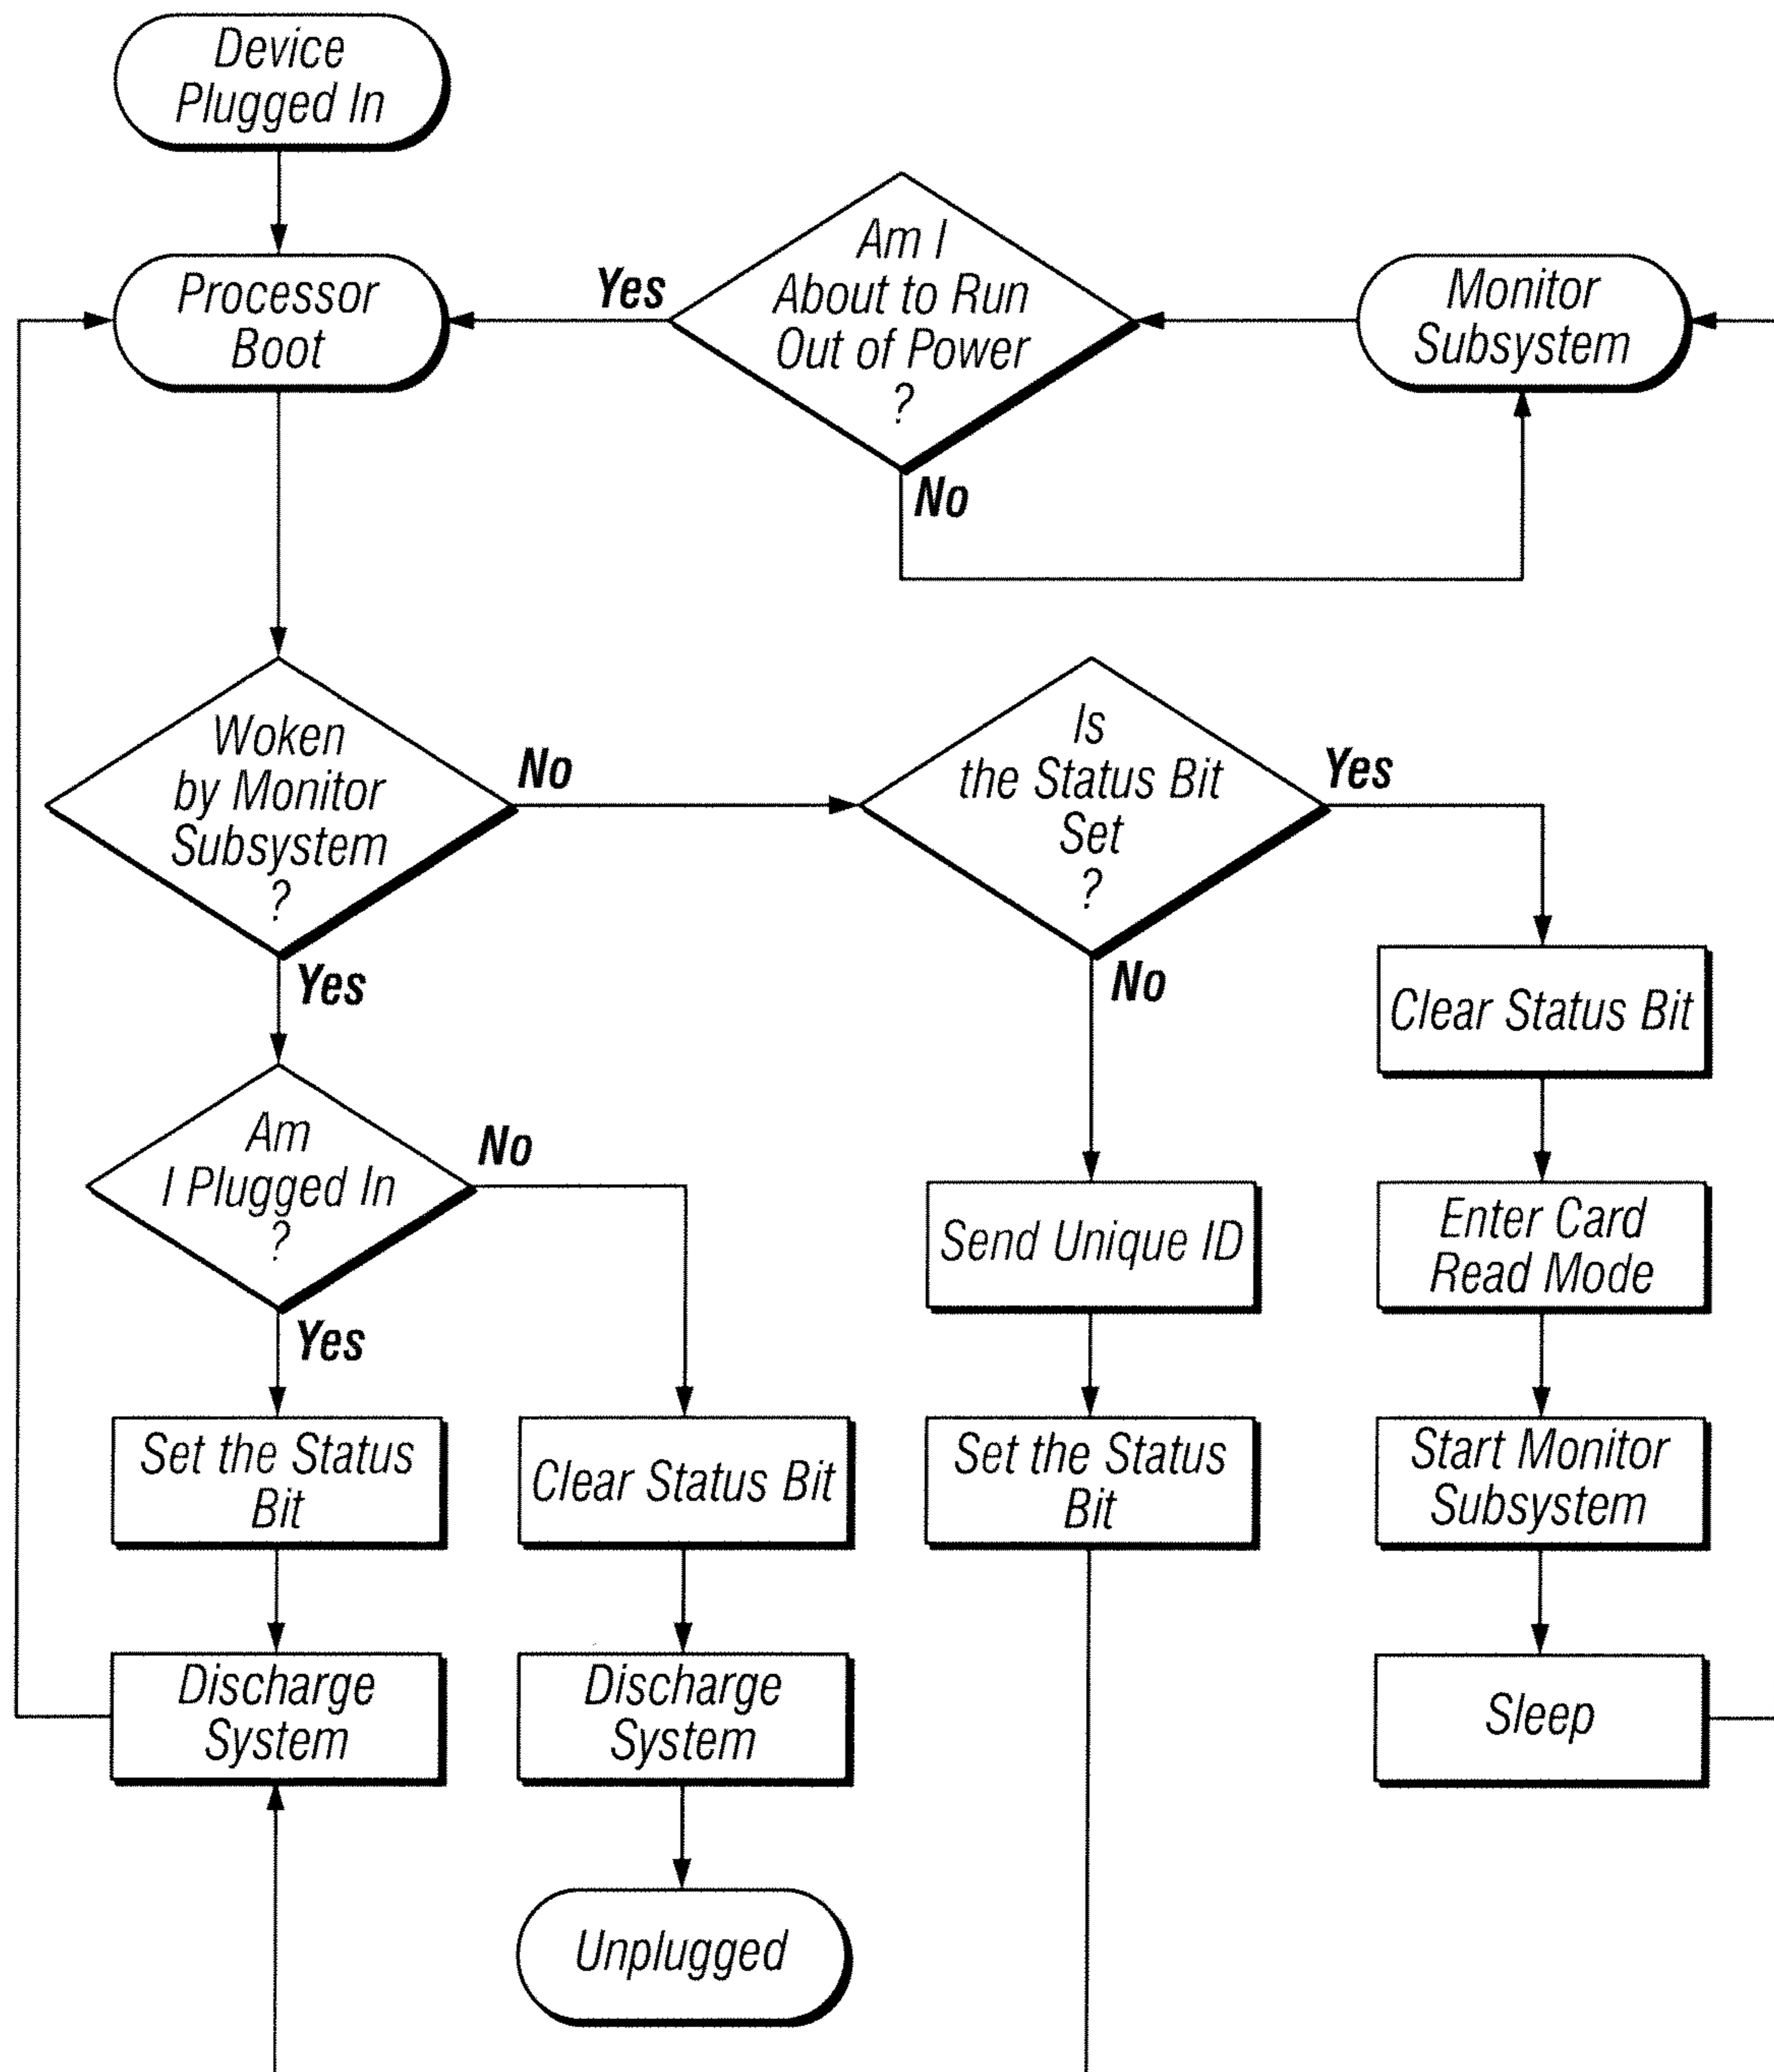 Device
Plugged In
Processor
Boot
Yes
Am I
About to Run
Out of Power
?
No
Monitor
Subsystem
Woken
by Monitor
Subsystem
?
No
Yes
Is
the Status Bit
Set
?
Yes
No
Clear Status Bit
Am
I Plugged In
?
No
Yes
Send Unique ID
Enter Card
Read Mode
Set the Status
Bit
Clear Status Bit
Set the Status
Bit
Start Monitor
Subsystem
Discharge
System
Discharge
System
Sleep
Unplugged